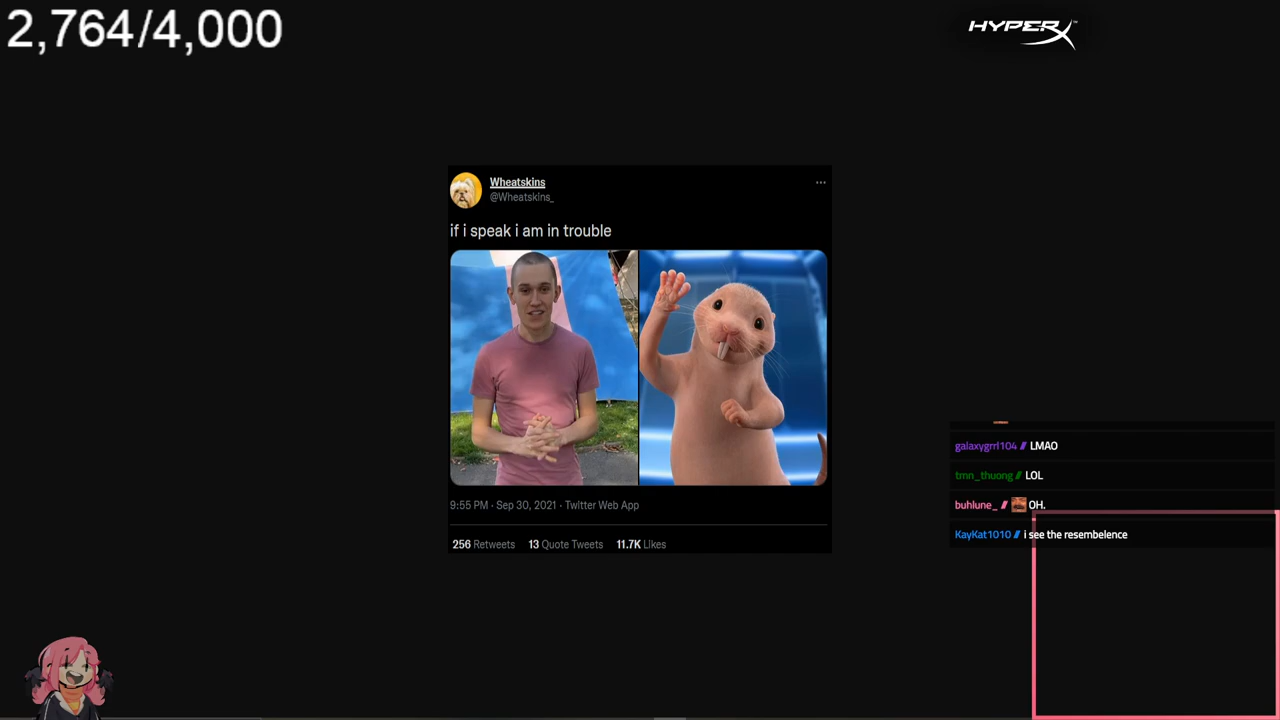 2,764/4,000
HYPERX
Wheatskins
@Wheatskins_
if i speak i am in trouble
9:55 PM · Sep 30, 2021 · Twitter Web App
256 Retweets 13 Quote Tweets 11.7K Likes
galaxygrrl104 // LMAO
tmn_thuong // LOL
buhlune_ // OH.
KayKat1010 // i see the resembelence